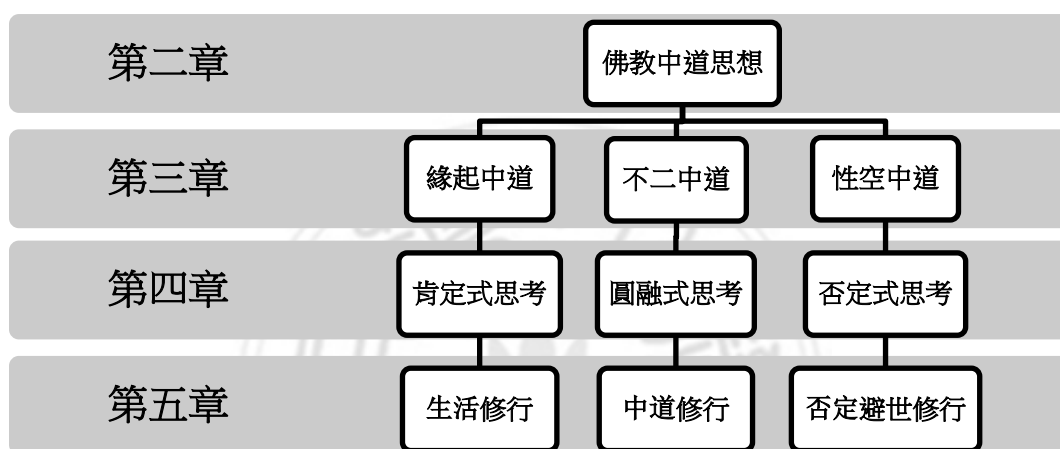 第二章 佛教中道思想
第三章 緣起中道 不二中道 性空中道
第四章 肯定式思考 圓融式思考 否定式思考
第五章 生活修行 中道修行 否定避世修行